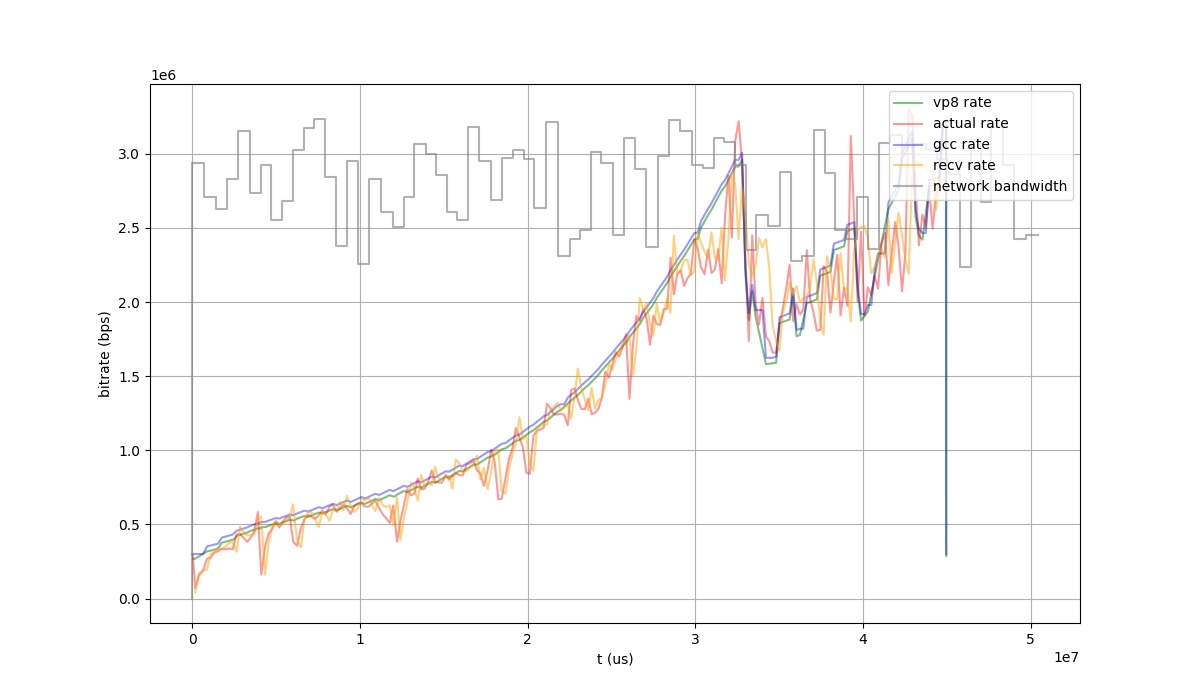 1e6
vp8 rate
actual rate
gcc rate
recv rate
network bandwidth
3.0
2.5
2.0
1.5
1.0
0.5
0.0
bitrate (bps)
0 1 2 3 4 5
t (us)
1e7